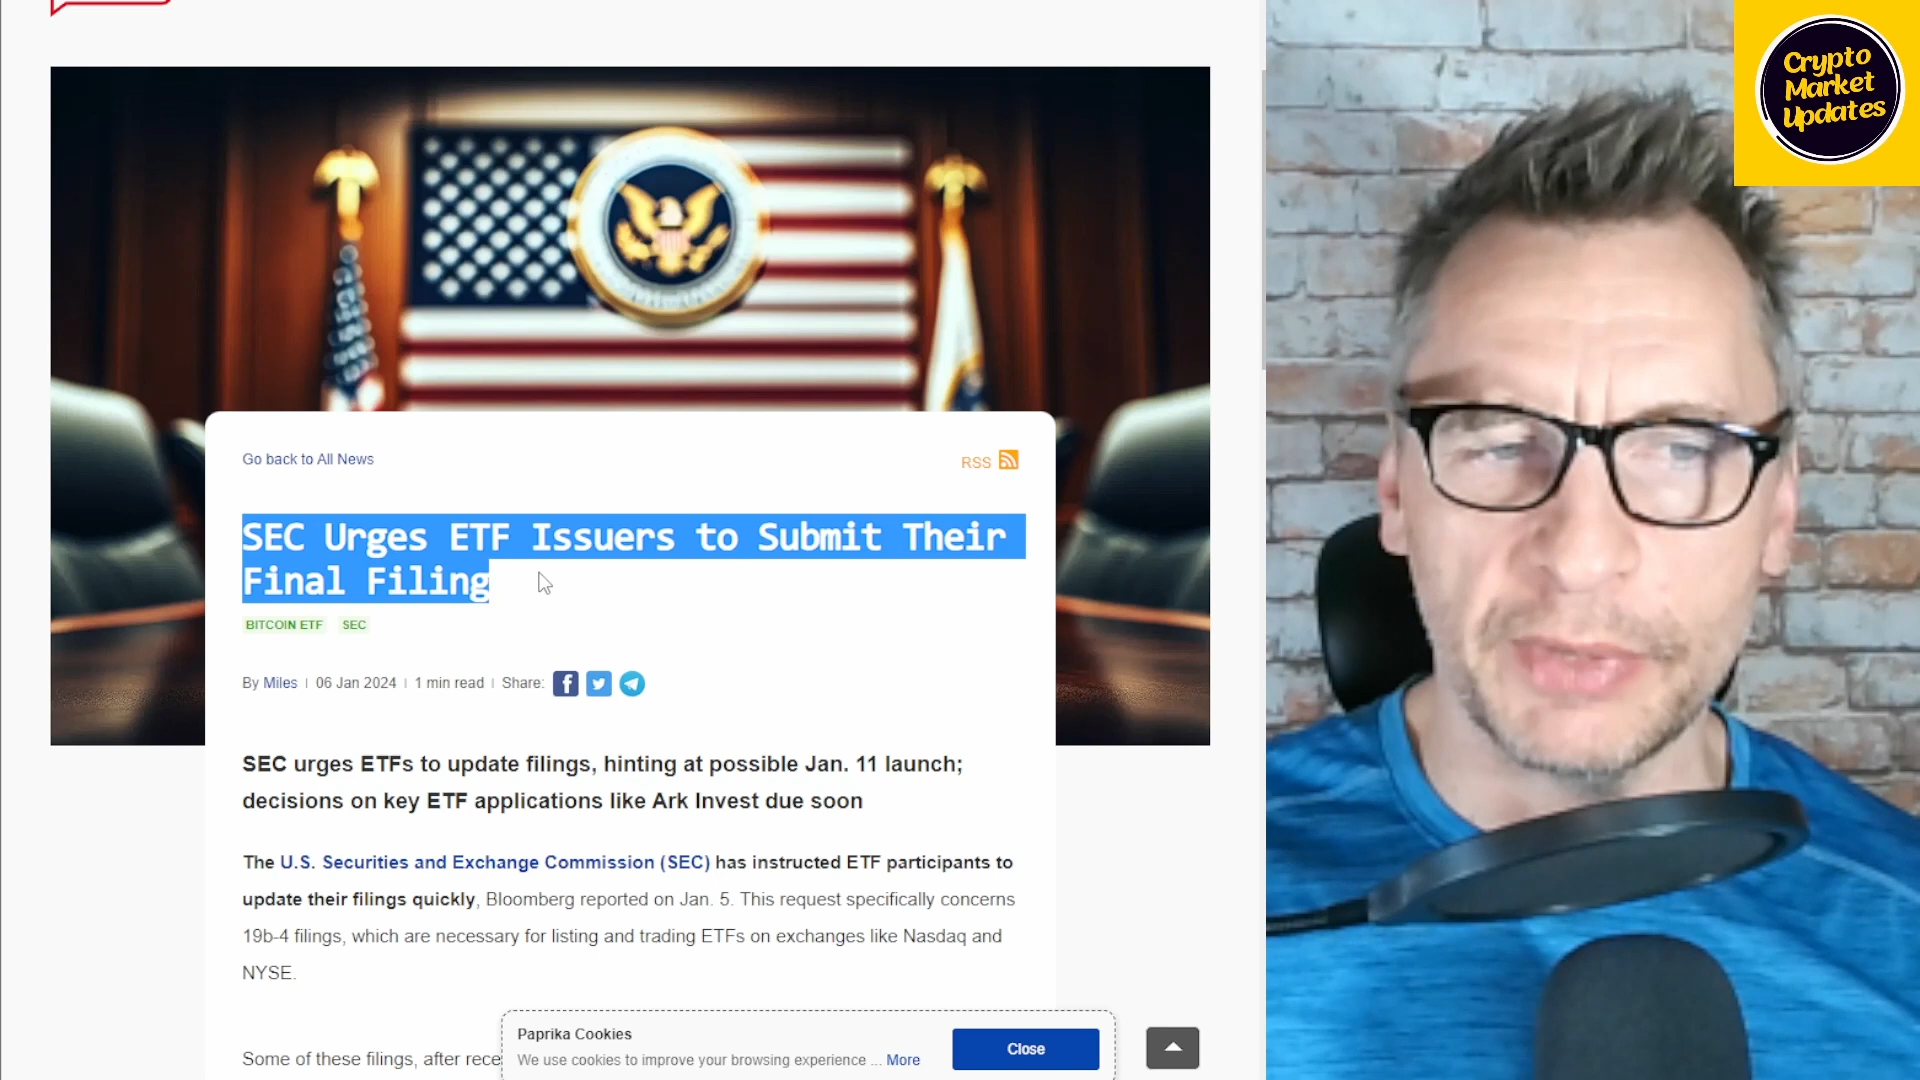 Crypto
Market
Updates
Go back to All News
RSS
SEC Urges ETF Issuers to Submit Their
Final Filing
BITCOIN ETF SEC
By Miles | 06 Jan 2024 | 1 min read | Share:
SEC urges ETFs to update filings, hinting at possible Jan. 11 launch;
decisions on key ETF applications like Ark Invest due soon
The U.S. Securities and Exchange Commission (SEC) has instructed ETF participants to
update their filings quickly, Bloomberg reported on Jan. 5. This request specifically concerns
19b-4 filings, which are necessary for listing and trading ETFs on exchanges like Nasdaq and
NYSE.
Some of these filings, after rece
Paprika Cookies
We use cookies to improve your browsing experience ... More
Close